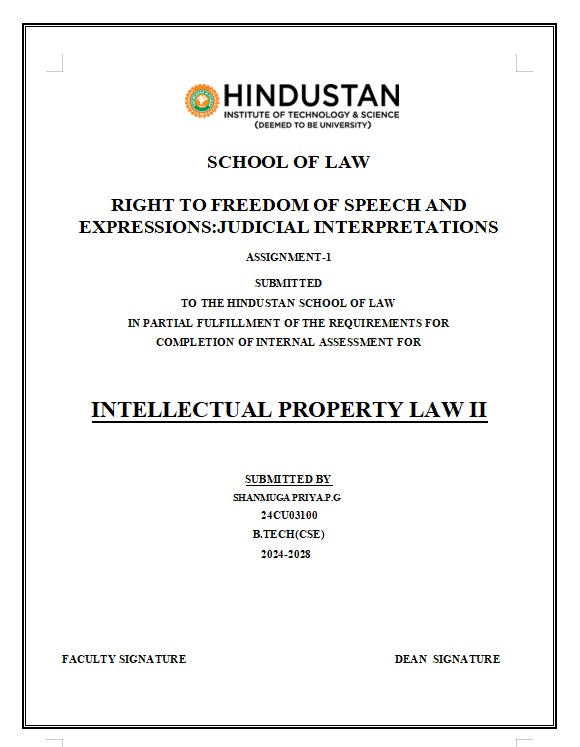 HINDUSTAN
INSTITUTE OF TECHNOLOGY & SCIENCE
(DEEMED TO BE UNIVERSITY)
SCHOOL OF LAW
RIGHT TO FREEDOM OF SPEECH AND
EXPRESSIONS:JUDICIAL INTERPRETATIONS
ASSIGNMENT-1
SUBMITTED
TO THE HINDUSTAN SCHOOL OF LAW
IN PARTIAL FULFILLMENT OF THE REQUIREMENTS FOR
COMPLETION OF INTERNAL ASSESSMENT FOR
INTELLECTUAL PROPERTY LAW II
SUBMITTED BY
SHANMUGA PRIYA.P.G
24CU03100
B.TECH(CSE)
2024-2028
FACULTY SIGNATURE DEAN SIGNATURE